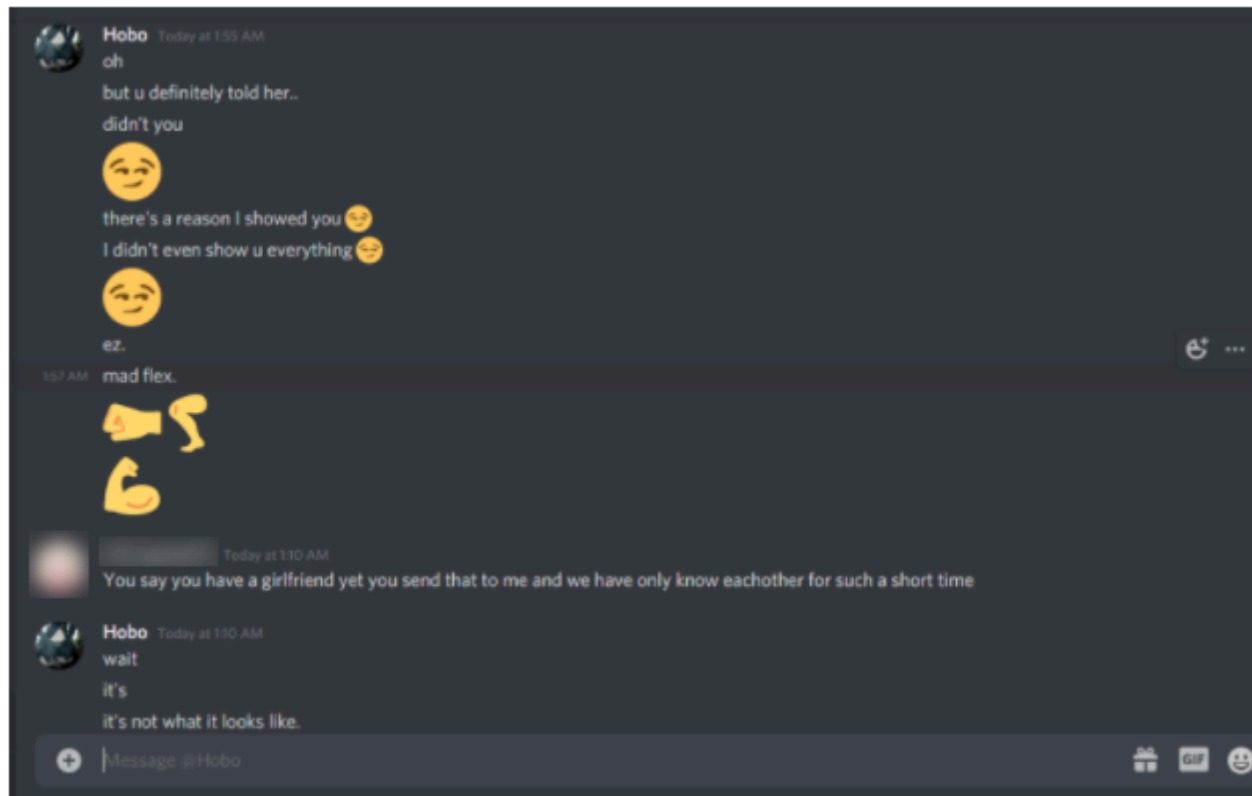 Hobo Today at 1:55 AM
oh
but u definitely told her..
didn't you
there's a reason I showed you
I didn't even show u everything
ez.
1:57 AM mad flex.
Today at 1:10 AM
You say you have a girlfriend yet you send that to me and we have only know eachother for such a short time
Hobo Today at 1:10 AM
wait
it's
it's not what it looks like.
Message @Hobo
GIF